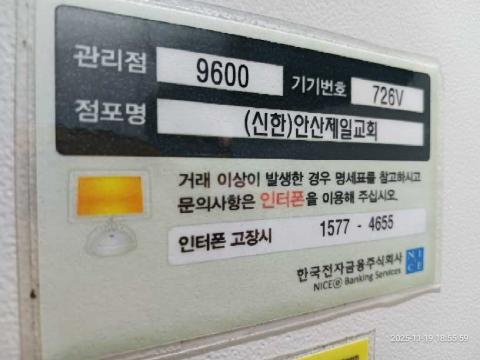 관리점 9600 기기번호 726V
점포명 (신한)안산제일교회
거래 이상이 발생한 경우 명세표를 참고하시고
문의사항은 인터폰을 이용해 주십시오.
인터폰 고장시 1577 - 4655
한국전자금융주식회사
NICE@ Banking Services
NI
CE
2025-11-19 18:55:59